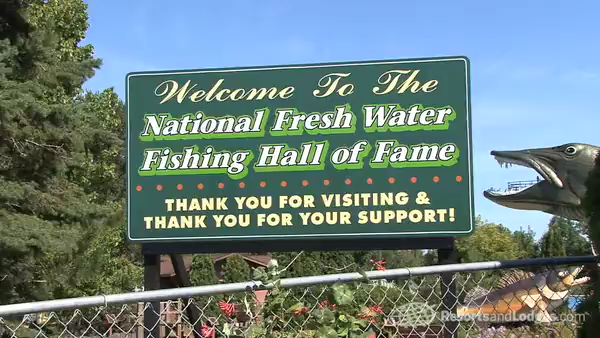 Welcome To The
National Fresh Water
Fishing Hall of Fame
THANK YOU FOR VISITING &
THANK YOU FOR YOUR SUPPORT!
ResortsandLodges.com